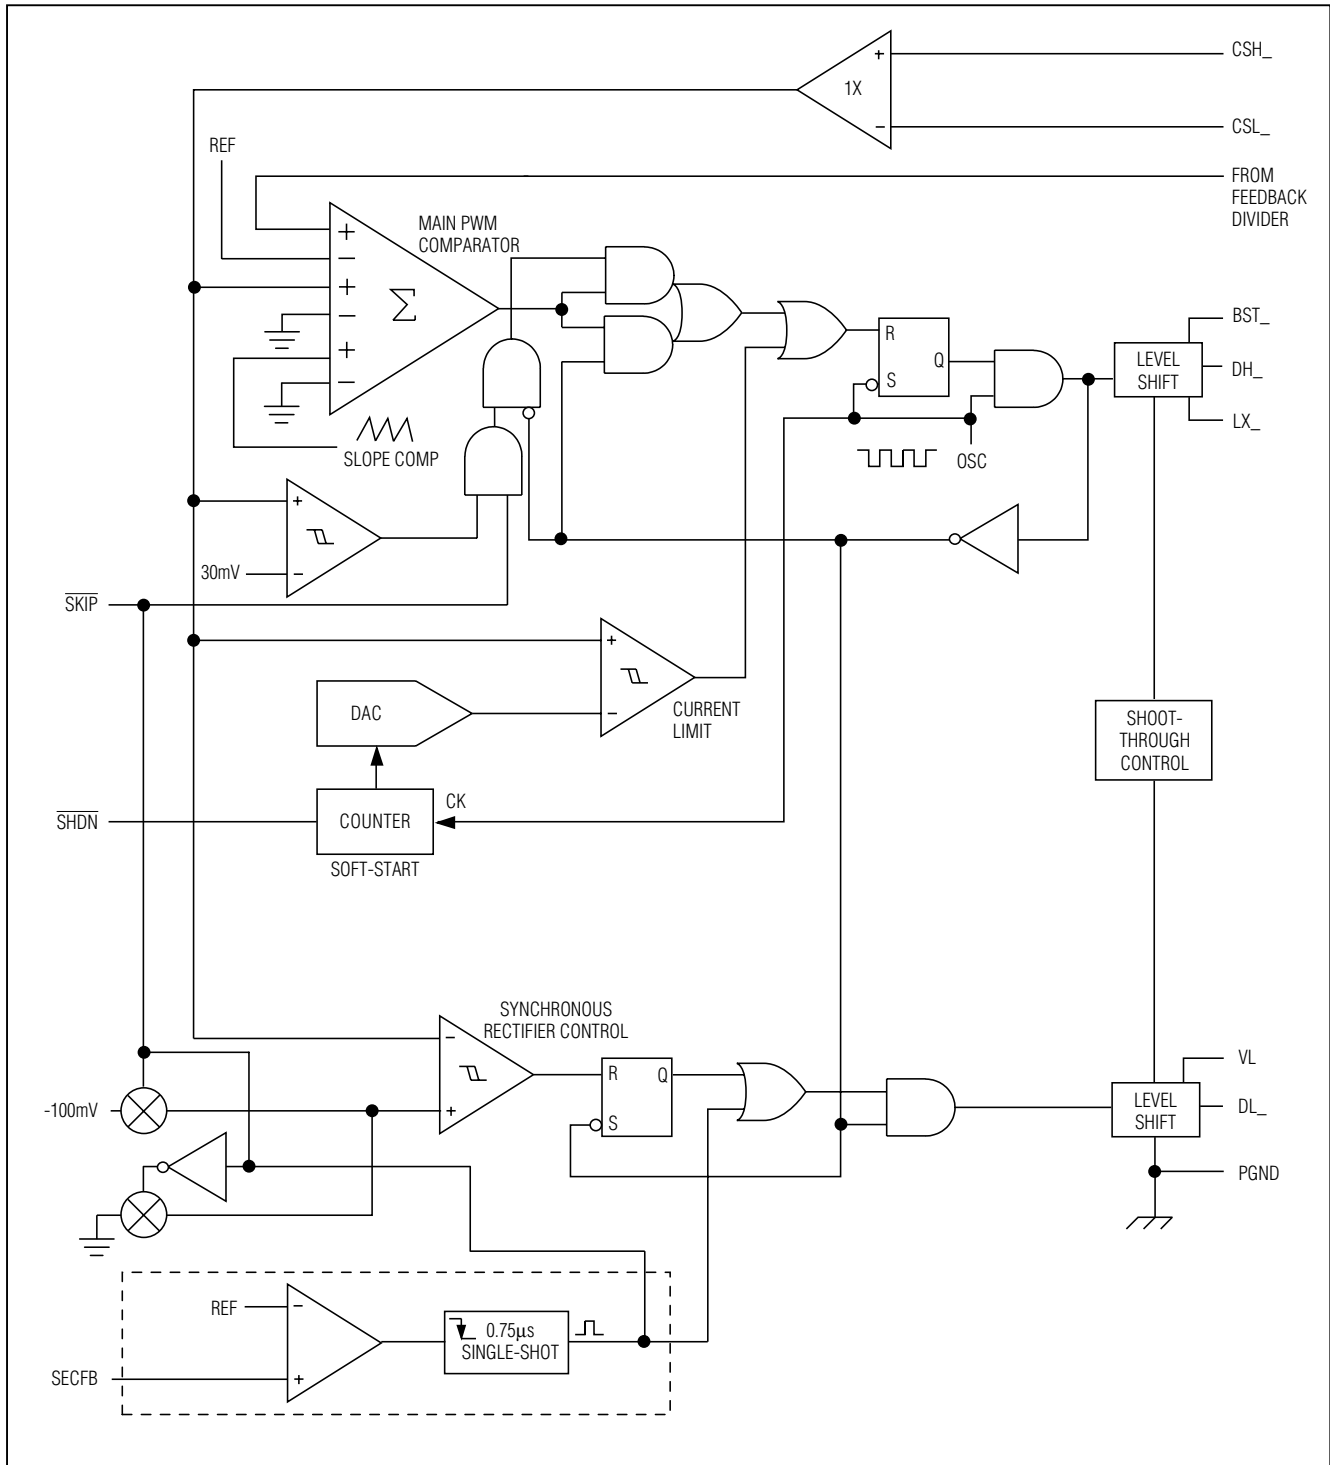 CSH_
+
1X
−
CSL_
REF
FROM
FEEDBACK
DIVIDER
MAIN PWM
COMPARATOR
+
−
+
−
+
−
Σ
SLOPE COMP
R
Q
S
OSC
LEVEL
SHIFT
BST_
DH_
LX_
+
30mV
−
SKIP
+
−
CURRENT
LIMIT
DAC
SHOOT-
THROUGH
CONTROL
SHDN
COUNTER
CK
SOFT-START
SYNCHRONOUS
RECTIFIER CONTROL
−
+
R
Q
S
-100mV
VL
LEVEL
SHIFT
DL_
PGND
REF
−
0.75µs
SINGLE-SHOT
SECFB
+